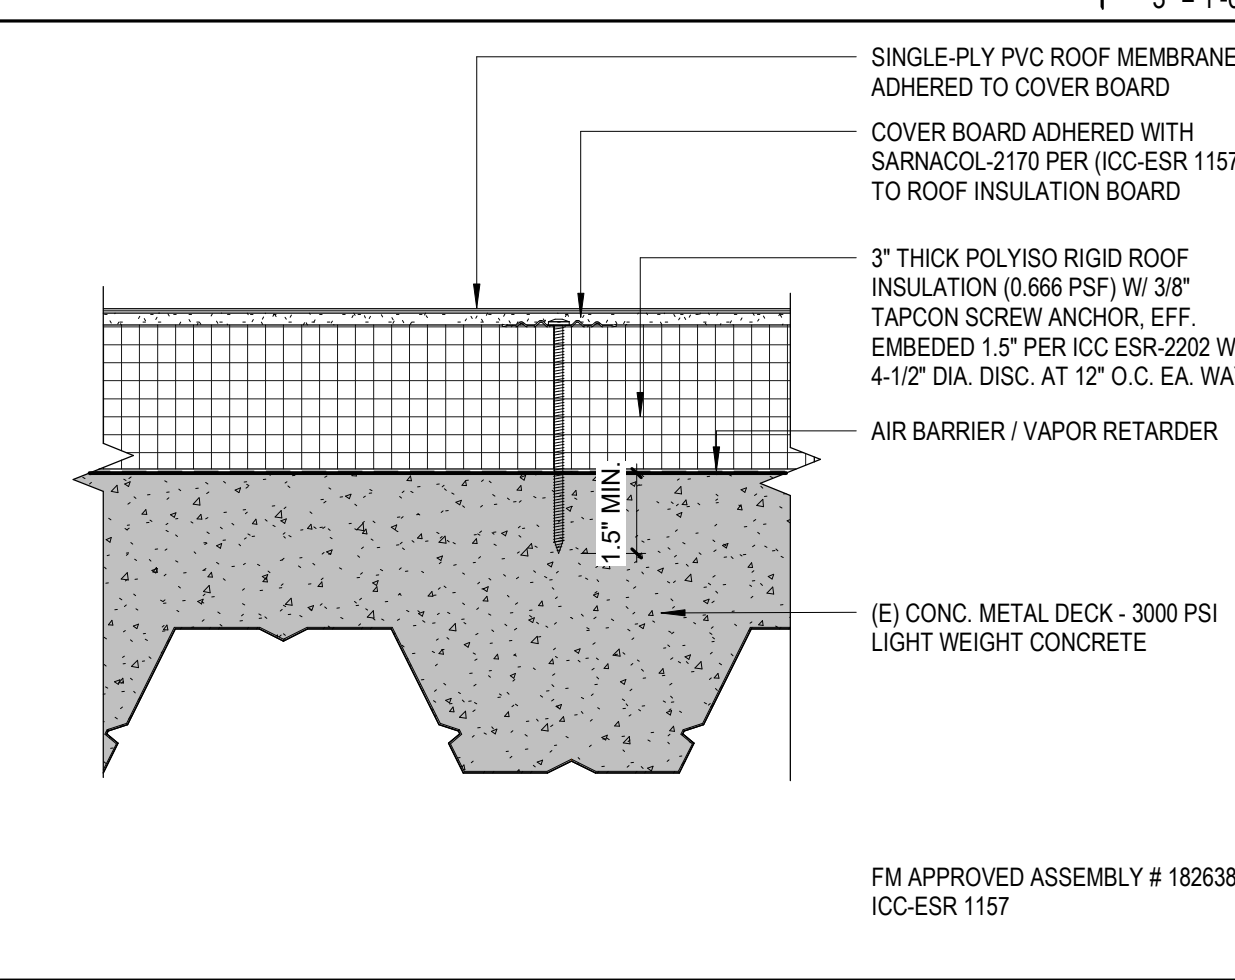 3" = 1'-0
SINGLE-PLY PVC ROOF MEMBRANE
ADHERED TO COVER BOARD
COVER BOARD ADHERED WITH
SARNACOL-2170 PER (ICC-ESR 1157
TO ROOF INSULATION BOARD
3" THICK POLYISO RIGID ROOF
INSULATION (0.666 PSF) W/ 3/8"
TAPCON SCREW ANCHOR, EFF.
EMBEDED 1.5" PER ICC ESR-2202 W
4-1/2" DIA. DISC. AT 12" O.C. EA. WA
AIR BARRIER / VAPOR RETARDER
1.5" MIN.
(E) CONC. METAL DECK - 3000 PSI
LIGHT WEIGHT CONCRETE
FM APPROVED ASSEMBLY # 182638
ICC-ESR 1157